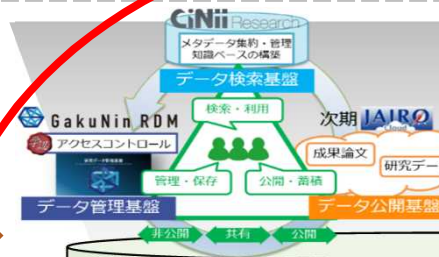 CiNii Research
メタデータ集約・管理
知識ベースの構築
データ検索基盤
検索・利用
GakuNin RDM
アクセスコントロール
次期 JAIRO
Cloud
成果論文
研究デー
管理・保存
公開・蓄積
データ管理基盤
データ公開基盤
非公開
共有
公開